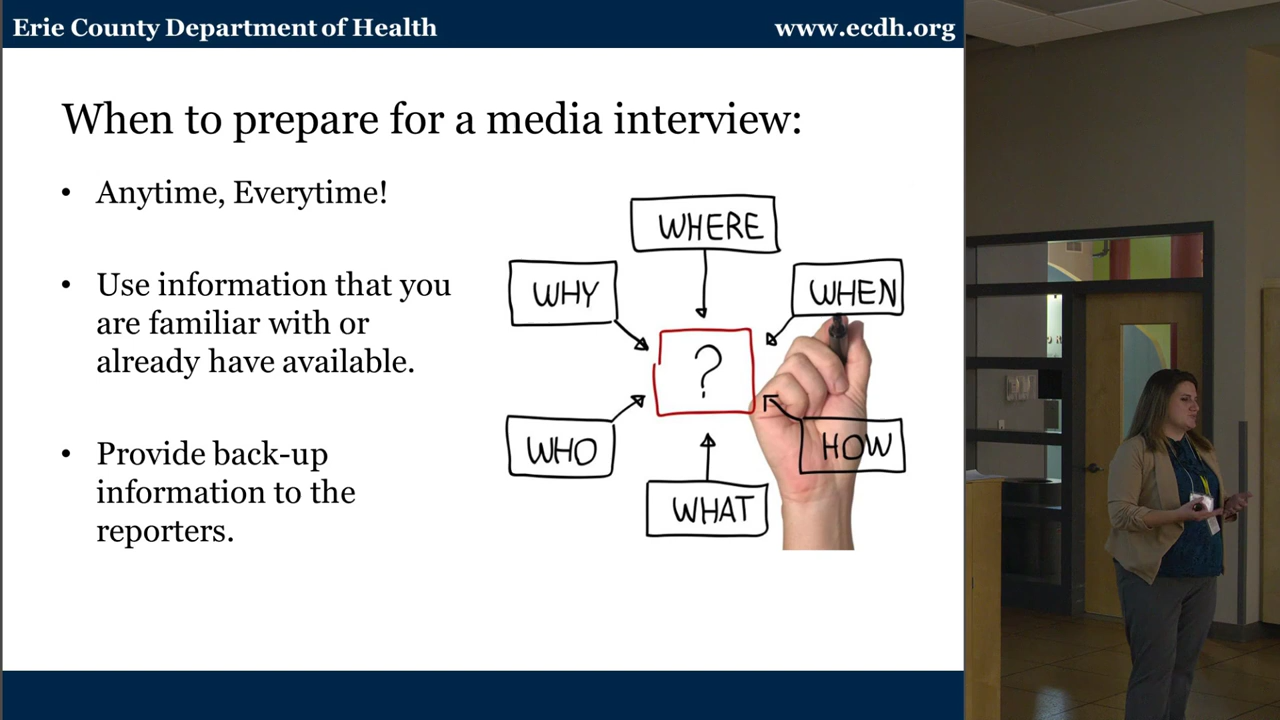 Erie County Department of Health
www.ecdh.org
When to prepare for a media interview:
• Anytime, Everytime!
• Use information that you
are familiar with or
already have available.
• Provide back-up
information to the
reporters.
WHERE
WHY
WHEN
?
WHO
HOW
WHAT